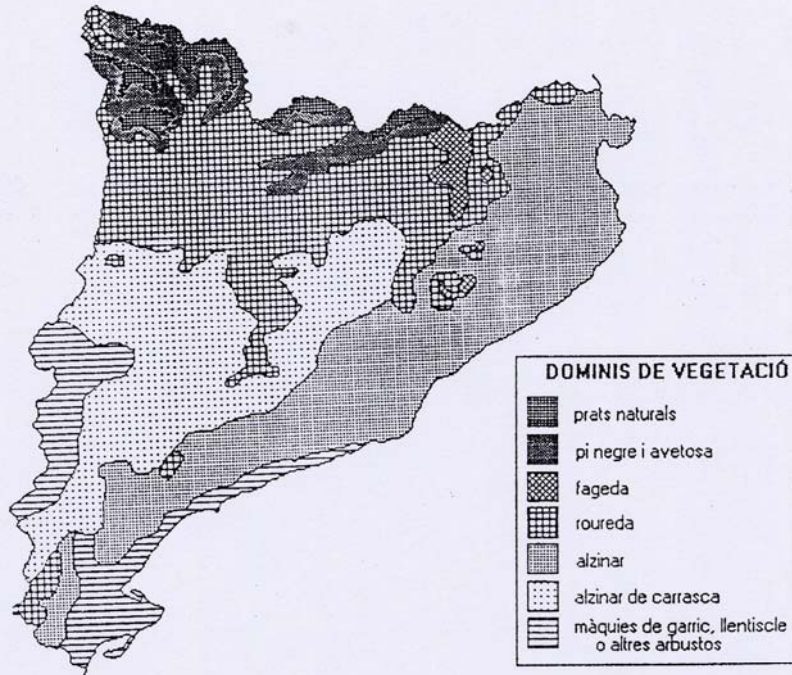 DOMINIS DE VEGETACIÓ
prats naturals
pi negre i avetosa
fageda
roureda
alzinar
alzinar de carrasca
màquies de garric, llentiscle
o altres arbustos